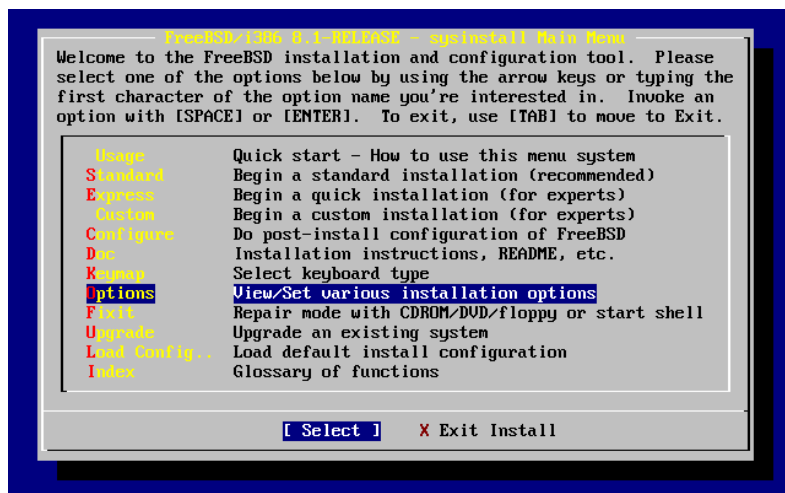 FreeBSD/i386 8.1-RELEASE - sysinstall Main Menu
Welcome to the FreeBSD installation and configuration tool.  Please
select one of the options below by using the arrow keys or typing the
first character of the option name you're interested in.  Invoke an
option with [SPACE] or [ENTER].  To exit, use [TAB] to move to Exit.
Usage Quick start - How to use this menu system
Standard Begin a standard installation (recommended)
Express Begin a quick installation (for experts)
Custom Begin a custom installation (for experts)
Configure Do post-install configuration of FreeBSD
Doc Installation instructions, README, etc.
Keymap Select keyboard type
Options View/Set various installation options
Fixit Repair mode with CDROM/DVD/floppy or start shell
Upgrade Upgrade an existing system
Load Config.. Load default install configuration
Index Glossary of functions
[ Select ] X Exit Install